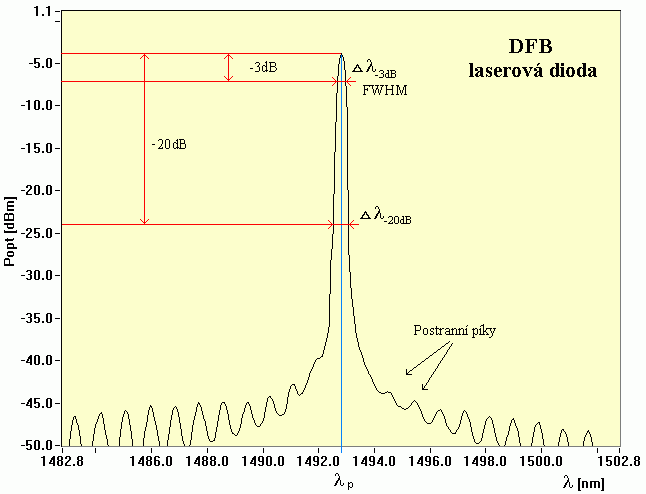 1.1
DFB
laserová dioda
-5.0
-3dB
Δ λ-3dB
FWHM
-10.0
-15.0
-20dB
-20.0
Δ λ-20dB
-25.0
Popt [dBm]
-30.0
-35.0
Postranní píky
-40.0
-45.0
-50.0
1482.8 1486.0 1488.0 1490.0 1492.0 1494.0 1496.0 1498.0 1500.0 1502.8
λp λ [nm]